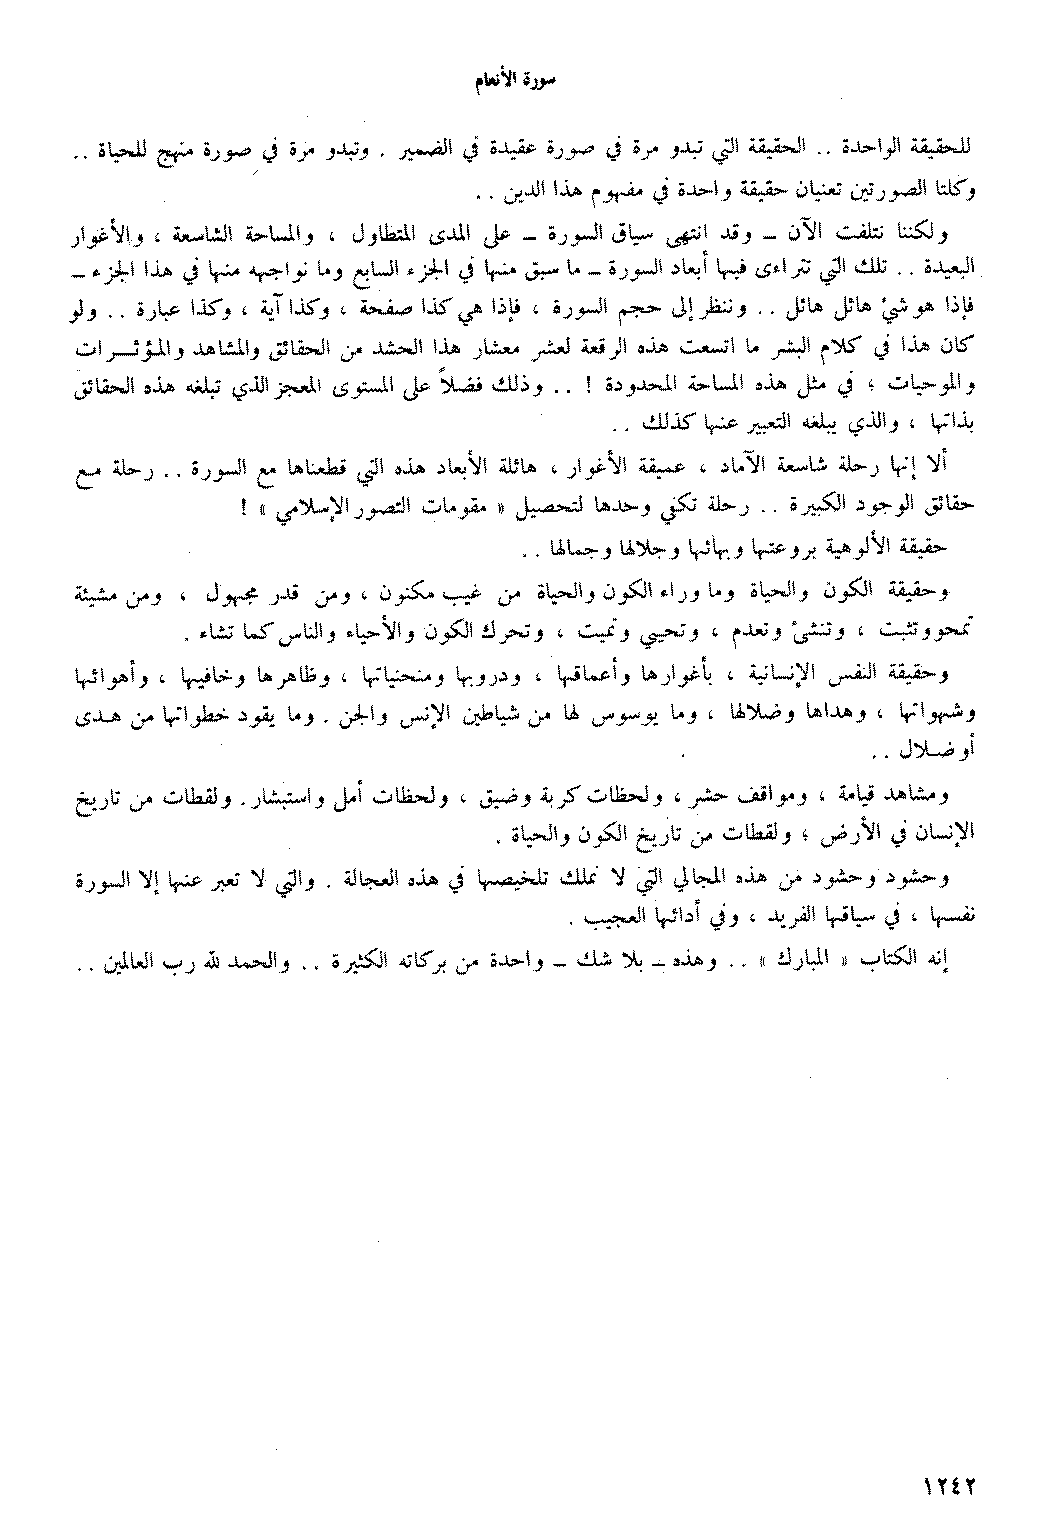 سورة الأنعام
للحقيقة الواحدة .. الحقيقة التي تبدو مرة في صورة عقيدة في الضمير . وتبدو مرة في صورة منهج للحياة ..
وكلتا الصورتين تعنيان حقيقة واحدة في مفهوم هذا الدين ..
ولكننا نتلفت الآن – وقد انتهى سياق السورة – على المدى المتطاول ، والمساحة الشاسعة ، والأغوار
البعيدة .. تلك التي تتراءى فيها أبعاد السورة – ما سبق منها في الجزء السابع وما نواجهه منها في هذا الجزء –
فإذا هو شيء هائل هائل .. وننظر إلى حجم السورة ، فإذا هي كذا صفحة ، وكذا آية ، وكذا عبارة .. ولو
كان هذا في كلام البشر ما اتسعت هذه الرقعة لعشر معشار هذا الحشد من الحقائق والمشاهد والمؤثــرات
والموحيات ؛ في مثل هذه المساحة المحدودة ! .. وذلك فضلاً على المستوى المعجز الذي تبلغه هذه الحقائق
بذاتها ، والذي يبلغه التعبير عنها كذلك ..
ألا إنها رحلة شاسعة الآماد ، عميقة الأغوار ، هائلة الأبعاد هذه التي قطعناها مع السورة .. رحلة مـع
حقائق الوجود الكبيرة .. رحلة تكفي وحدها لتحصيل « مقومات التصور الإسلامي » !
حقيقة الألوهية بروعتها وبهائها وجلالها وجمالها ..
وحقيقة الكون والحياة وما وراء الكون والحياة من غيب مكنون ، ومن قدر مجهول ، ومن مشيئة
تمحو وتثبت ، وتنشئ وتعدم ، وتحيي وتميت ، وتحرك الكون والأحياء والناس كما تشاء .
وحقيقة النفس الإنسانية ، بأغوارها وأعماقها ، ودروبها ومنحنياتها ، وظاهرها وخافيها ، وأهوائها
وشهواتها ، وهداها وضلالها ، وما يوسوس لها من شياطين الإنس والجن . وما يقود خطواتها من هـدى
أو ضـلال ..
ومشاهد قيامة ، ومواقف حشر ، ولحظات كربة وضيق ، ولحظات أمل واستبشار . ولقطات من تاريخ
الإنسان في الأرض ؛ ولقطات من تاريخ الكون والحياة .
وحشود وحشود من هذه المجالي التي لا نملك تلخيصها في هذه العجالة . والتي لا تعبر عنها إلا السورة
نفسها ، في سياقها الفريد ، وفي أدائها العجيب .
إنه الكتاب « المبارك » .. وهذه – بلا شك – واحدة من بركاته الكثيرة .. والحمد لله رب العالمين ..
١٢٤٢